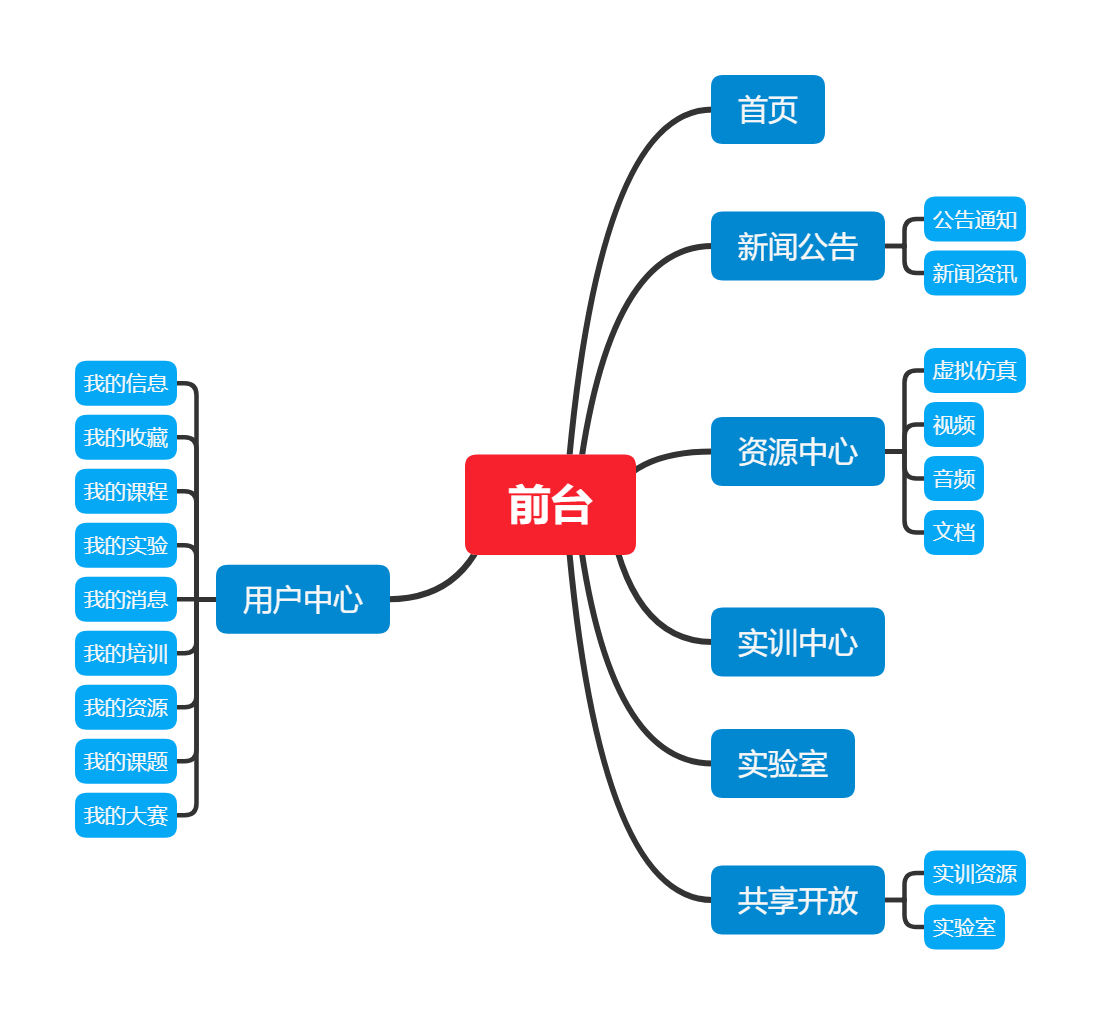 前台
首页
新闻公告
公告通知
新闻资讯
资源中心
虚拟仿真
视频
音频
文档
实训中心
实验室
共享开放
实训资源
实验室
用户中心
我的信息
我的收藏
我的课程
我的实验
我的消息
我的培训
我的资源
我的课题
我的大赛